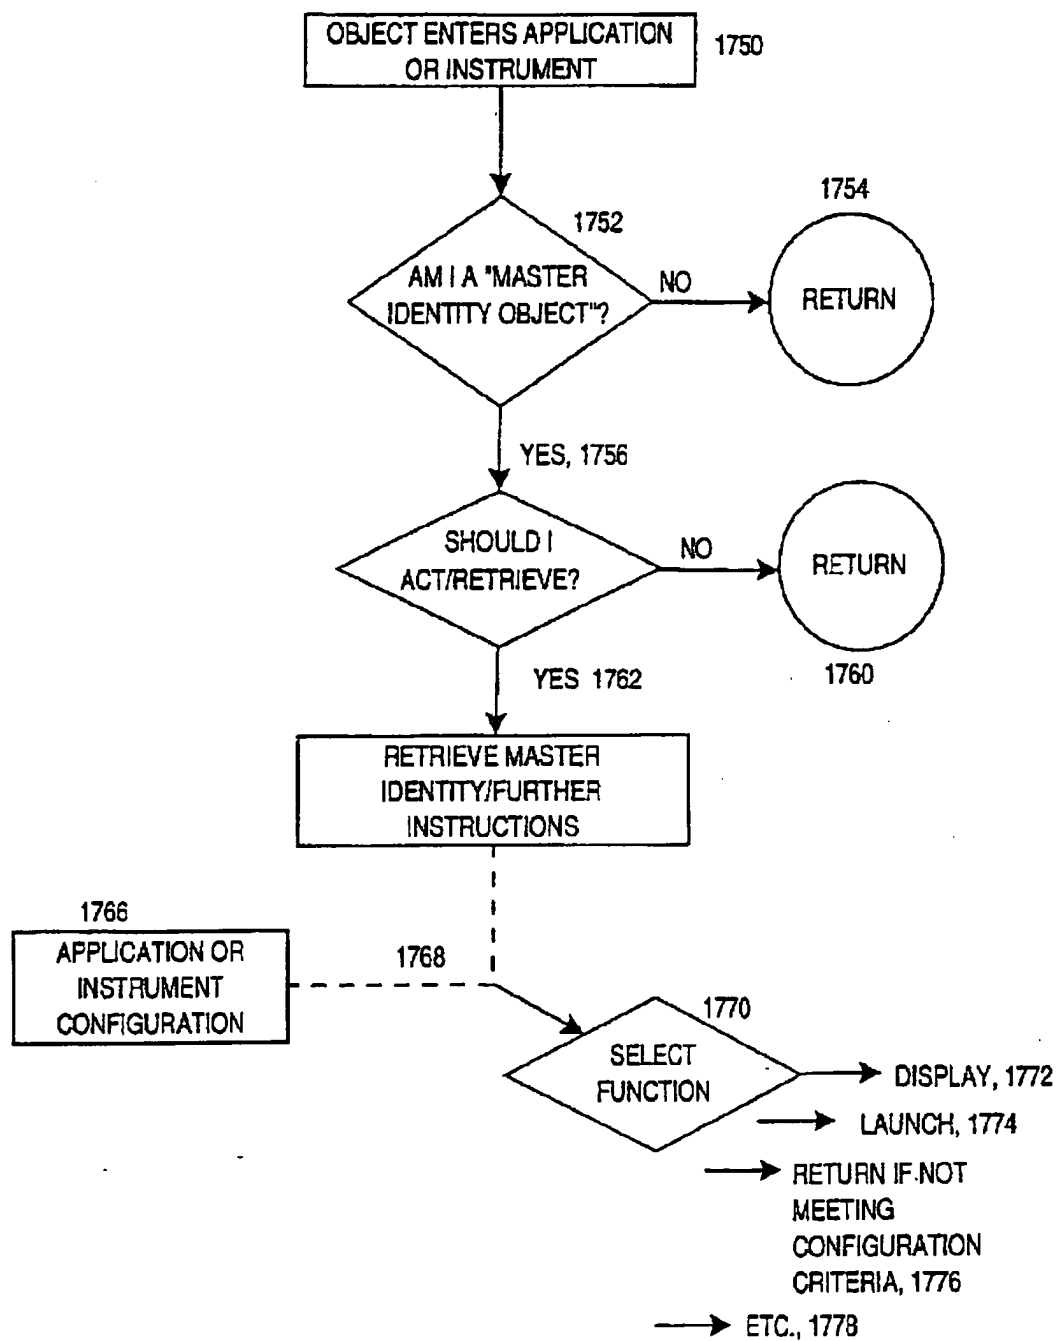 OBJECT ENTERS APPLICATION
OR INSTRUMENT
1750
1752
AM I A "MASTER
IDENTITY OBJECT"?
NO
1754
RETURN
YES, 1756
SHOULD I
ACT/RETRIEVE?
NO
RETURN
1760
YES 1762
RETRIEVE MASTER
IDENTITY/FURTHER
INSTRUCTIONS
1766
APPLICATION OR
INSTRUMENT
CONFIGURATION
1768
1770
SELECT
FUNCTION
DISPLAY, 1772
LAUNCH, 1774
RETURN IF NOT
MEETING
CONFIGURATION
CRITERIA, 1776
ETC., 1778